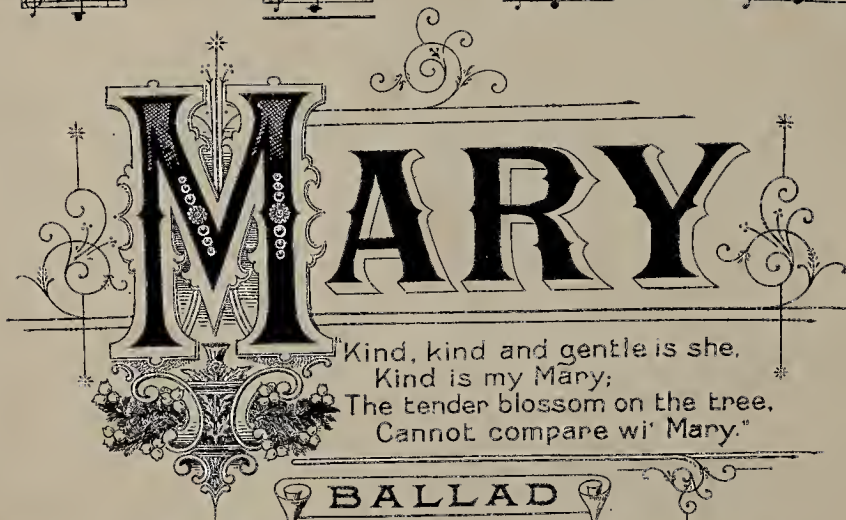 MARY
"Kind, kind and gentle is she,
Kind is my Mary;
The tender blossom on the tree,
Cannot compare wi' Mary."
BALLAD